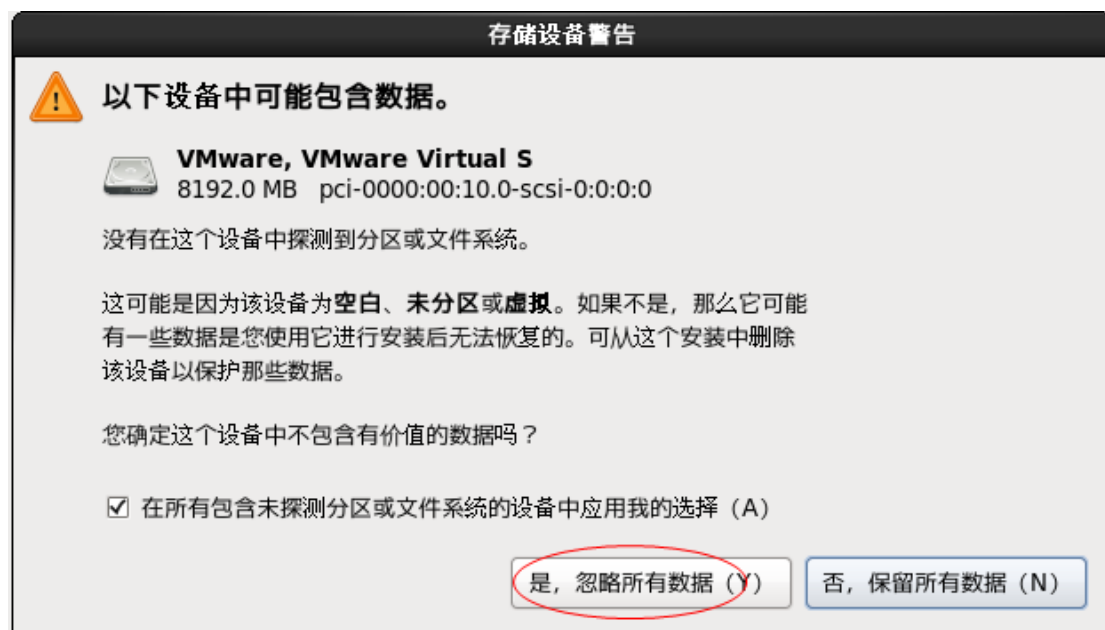 存储设备警告
以下设备中可能包含数据。
VMware, VMware Virtual S
8192.0 MB pci-0000:00:10.0-scsi-0:0:0:0
没有在这个设备中探测到分区或文件系统。
这可能是因为该设备为空白、未分区或虚拟。如果不是，那么它可能
有一些数据是您使用它进行安装后无法恢复的。可从这个安装中删除
该设备以保护那些数据。
您确定这个设备中不包含有价值的数据吗？
在所有包含未探测分区或文件系统的设备中应用我的选择（A）
是，忽略所有数据（Y）
否，保留所有数据（N）